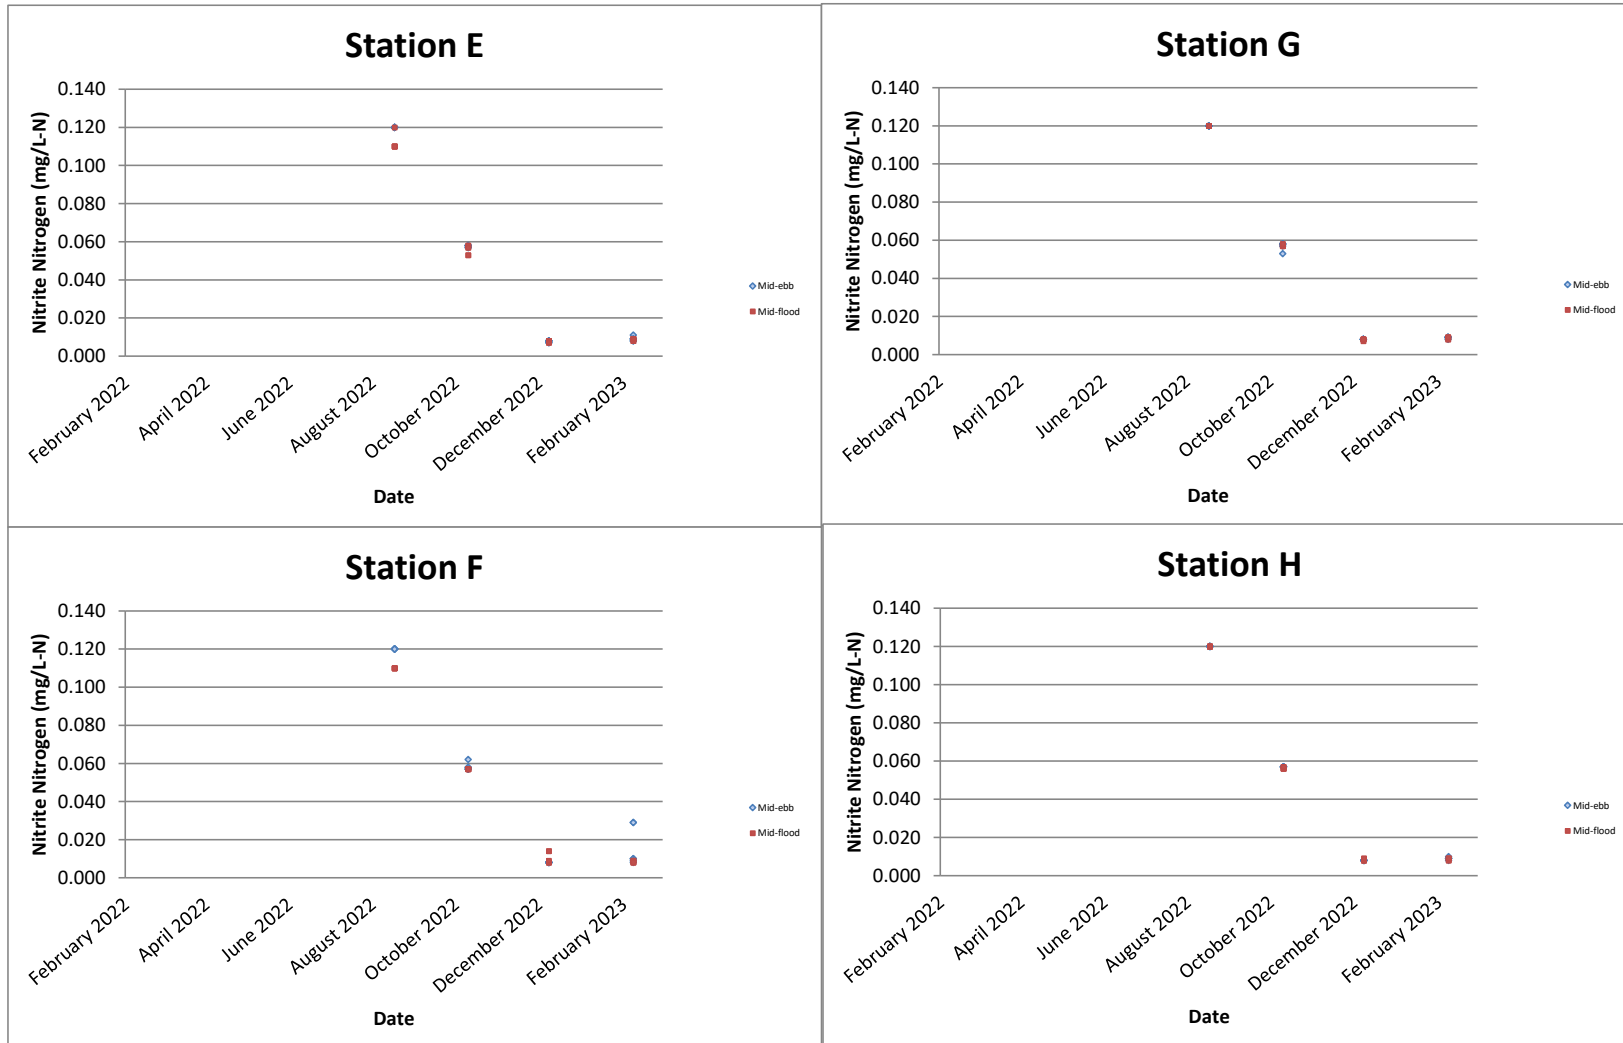 Station E
Nitrite Nitrogen (mg/L-N)
0.140
0.120
0.100
0.080
0.060
0.040
0.020
0.000
February 2022
April 2022
June 2022
August 2022
October 2022
December 2022
February 2023
Date
Mid-ebb
Mid-flood
Station G
Nitrite Nitrogen (mg/L-N)
0.140
0.120
0.100
0.080
0.060
0.040
0.020
0.000
February 2022
April 2022
June 2022
August 2022
October 2022
December 2022
February 2023
Date
Mid-ebb
Mid-flood
Station F
Nitrite Nitrogen (mg/L-N)
0.140
0.120
0.100
0.080
0.060
0.040
0.020
0.000
February 2022
April 2022
June 2022
August 2022
October 2022
December 2022
February 2023
Date
Mid-ebb
Mid-flood
Station H
Nitrite Nitrogen (mg/L-N)
0.140
0.120
0.100
0.080
0.060
0.040
0.020
0.000
February 2022
April 2022
June 2022
August 2022
October 2022
December 2022
February 2023
Date
Mid-ebb
Mid-flood